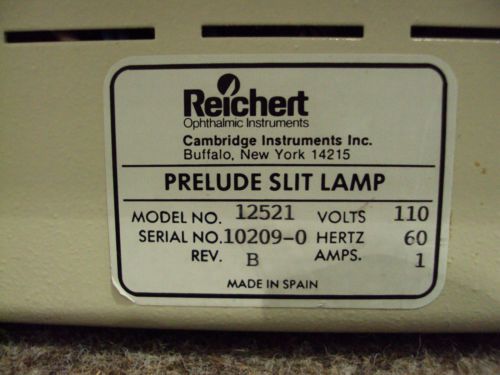 Reichert
Ophthalmic Instruments
Cambridge Instruments Inc.
Buffalo, New York 14215
PRELUDE SLIT LAMP
MODEL NO. 12521 VOLTS 110
SERIAL NO. 10209-0 HERTZ 60
REV. B AMPS. 1
MADE IN SPAIN